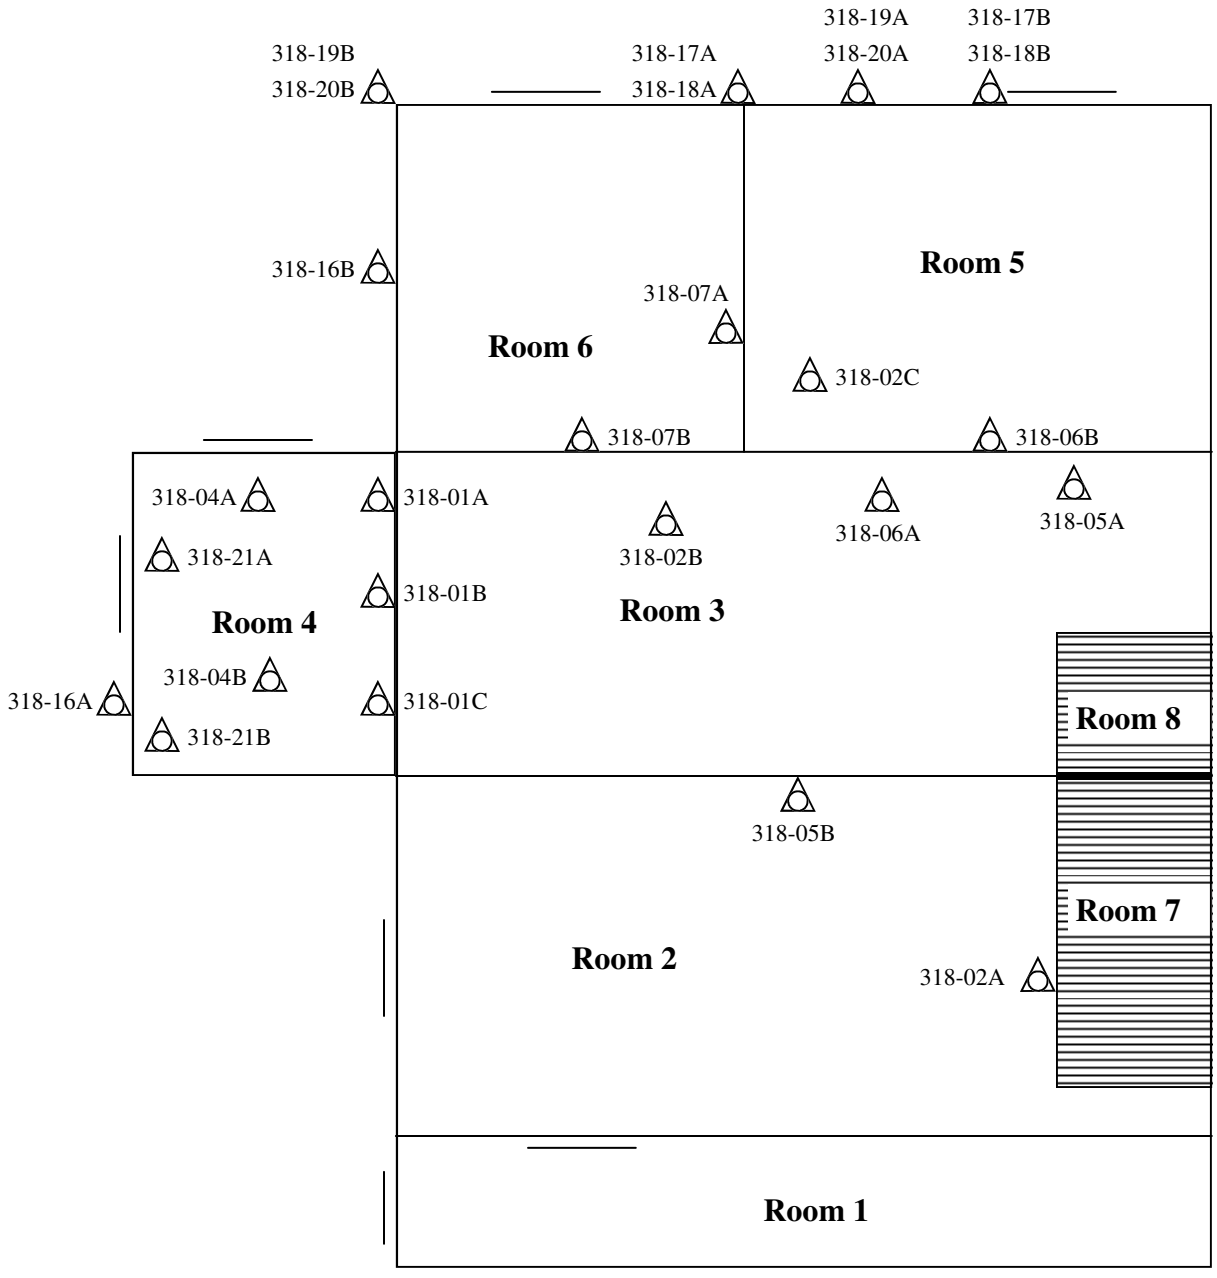 318-19A 318-17B
318-19B 318-17A 318-20A 318-18B
318-20B 318-18A
Room 5
318-16B
318-07A
Room 6
318-02C
318-07B 318-06B
318-04A 318-01A
318-05A
318-06A
318-21A 318-02B
318-01B
Room 4 Room 3
318-04B
318-16A 318-01C
Room 8
318-21B
318-05B
Room 7
Room 2
318-02A
Room 1